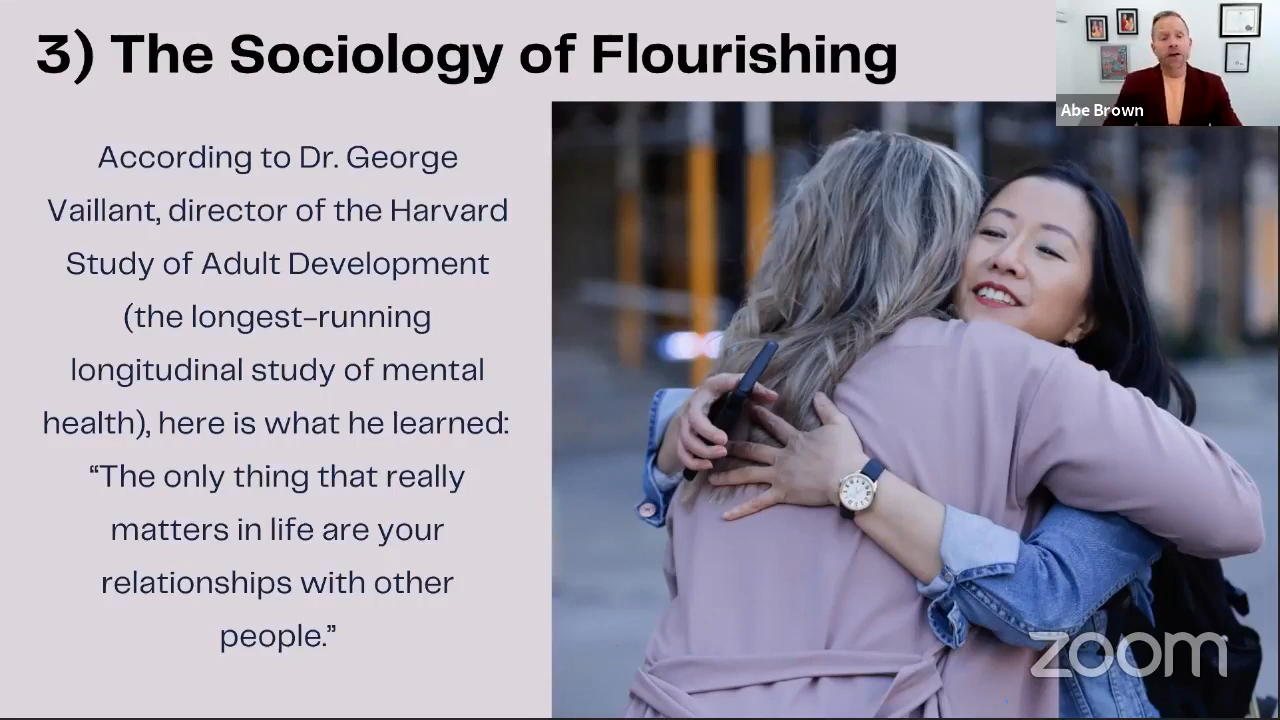 3) The Sociology of Flourishing
Abe Brown
According to Dr. George
Vaillant, director of the Harvard
Study of Adult Development
(the longest-running
longitudinal study of mental
health), here is what he learned:
“The only thing that really
matters in life are your
relationships with other
people.”
zoom